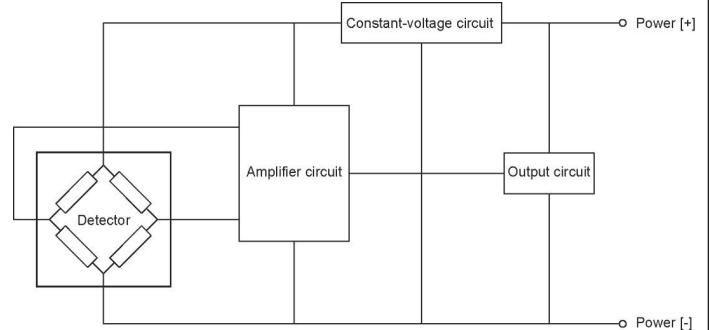 Constant-voltage circuit
Power [+]
Amplifier circuit
Output circuit
Detector
Power [-]